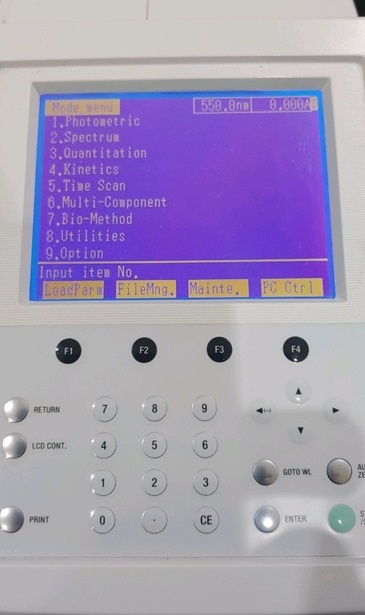 Mode menu 550.0nm 0.000A
1.Photometric
2.Spectrum
3.Quantitation
4.Kinetics
5.Time Scan
6.Multi-Component
7.Bio-Method
8.Utilities
9.Option
Input item No.
LoadParm FileMng. Mainte. PC Ctrl
F1 F2 F3 F4
RETURN 7 8 9 (-)
LCD CONT. 4 5 6
GOTO WL
1 2 3
PRINT 0 . CE ENTER